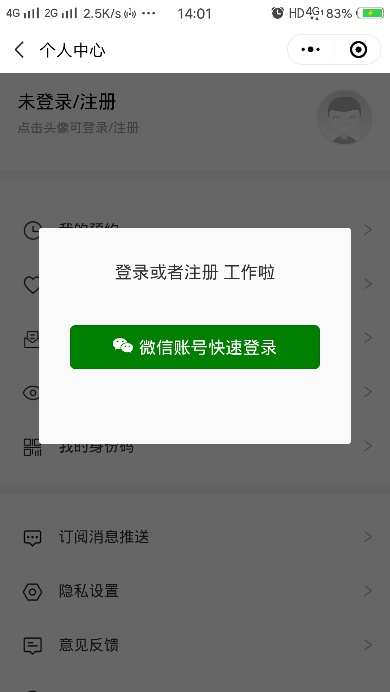 4G 2G 2.5K/s 14:01 HD 4G 83%
个人中心
未登录/注册
点击头像可登录/注册
我的预约
登录或者注册 工作啦
微信账号快速登录
我的身份码
订阅消息推送
隐私设置
意见反馈